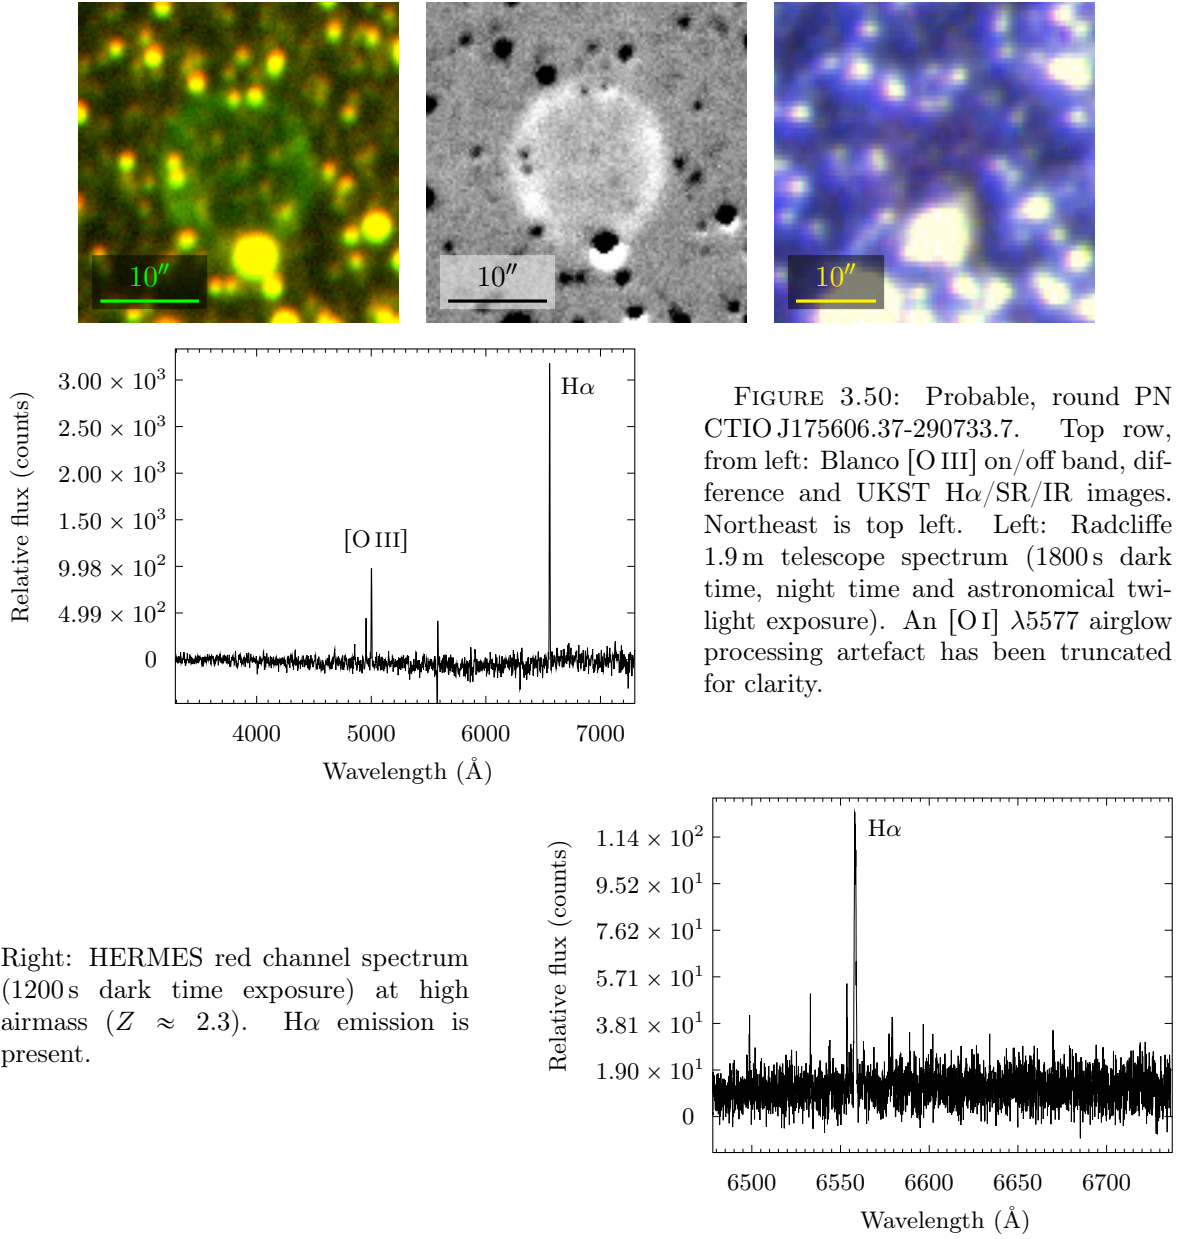 10″ 10″ 10″
3.00 × 10³
2.50 × 10³
2.00 × 10³
1.50 × 10³
9.98 × 10²
4.99 × 10²
0
Relative flux (counts)
[O III]
Hα
4000 5000 6000 7000
Wavelength (Å)
FIGURE 3.50: Probable, round PN
CTIO J175606.37-290733.7. Top row,
from left: Blanco [O III] on/off band, dif-
ference and UKST Hα/SR/IR images.
Northeast is top left. Left: Radcliffe
1.9 m telescope spectrum (1800 s dark
time, night time and astronomical twi-
light exposure). An [O I] λ5577 airglow
processing artefact has been truncated
for clarity.
Right: HERMES red channel spectrum
(1200 s dark time exposure) at high
airmass (Z ≈ 2.3). Hα emission is
present.
1.14 × 10²
9.52 × 10¹
7.62 × 10¹
5.71 × 10¹
3.81 × 10¹
1.90 × 10¹
0
Relative flux (counts)
Hα
6500 6550 6600 6650 6700
Wavelength (Å)